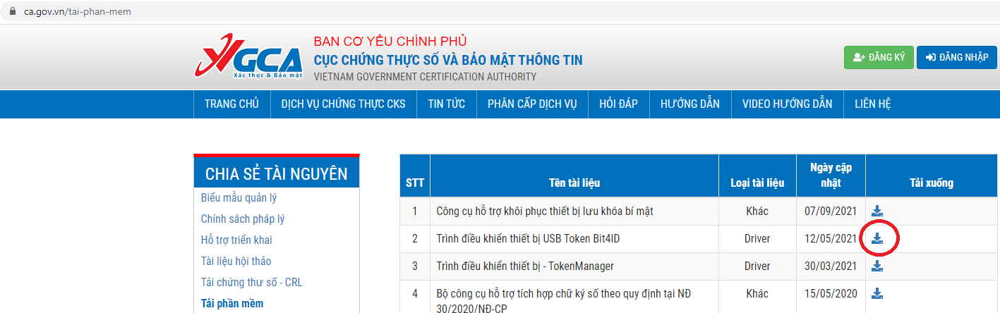 ca.gov.vn/tai-phan-mem
VGCA
Xác thực & Bảo mật
BAN CƠ YẾU CHÍNH PHỦ
CỤC CHỨNG THỰC SỐ VÀ BẢO MẬT THÔNG TIN
VIETNAM GOVERNMENT CERTIFICATION AUTHORITY
ĐĂNG KÝ
ĐĂNG NHẬP
TRANG CHỦ DỊCH VỤ CHỨNG THỰC CKS TIN TỨC PHÂN CẤP DỊCH VỤ HỎI ĐÁP HƯỚNG DẪN VIDEO HƯỚNG DẪN LIÊN HỆ
CHIA SẺ TÀI NGUYÊN
Biểu mẫu quản lý
Chính sách pháp lý
Hỗ trợ triển khai
Tài liệu hội thảo
Tải chứng thư số - CRL
Tải phần mềm
STT Tên tài liệu Loại tài liệu Ngày cập nhật Tải xuống
1 Công cụ hỗ trợ khôi phục thiết bị lưu khóa bí mật Khác 07/09/2021
2 Trình điều khiển thiết bị USB Token Bit4ID Driver 12/05/2021
3 Trình điều khiển thiết bị - TokenManager Driver 30/03/2021
4 Bộ công cụ hỗ trợ tích hợp chữ ký số theo quy định tại NĐ Khác 15/05/2020
30/2020/NĐ-CP